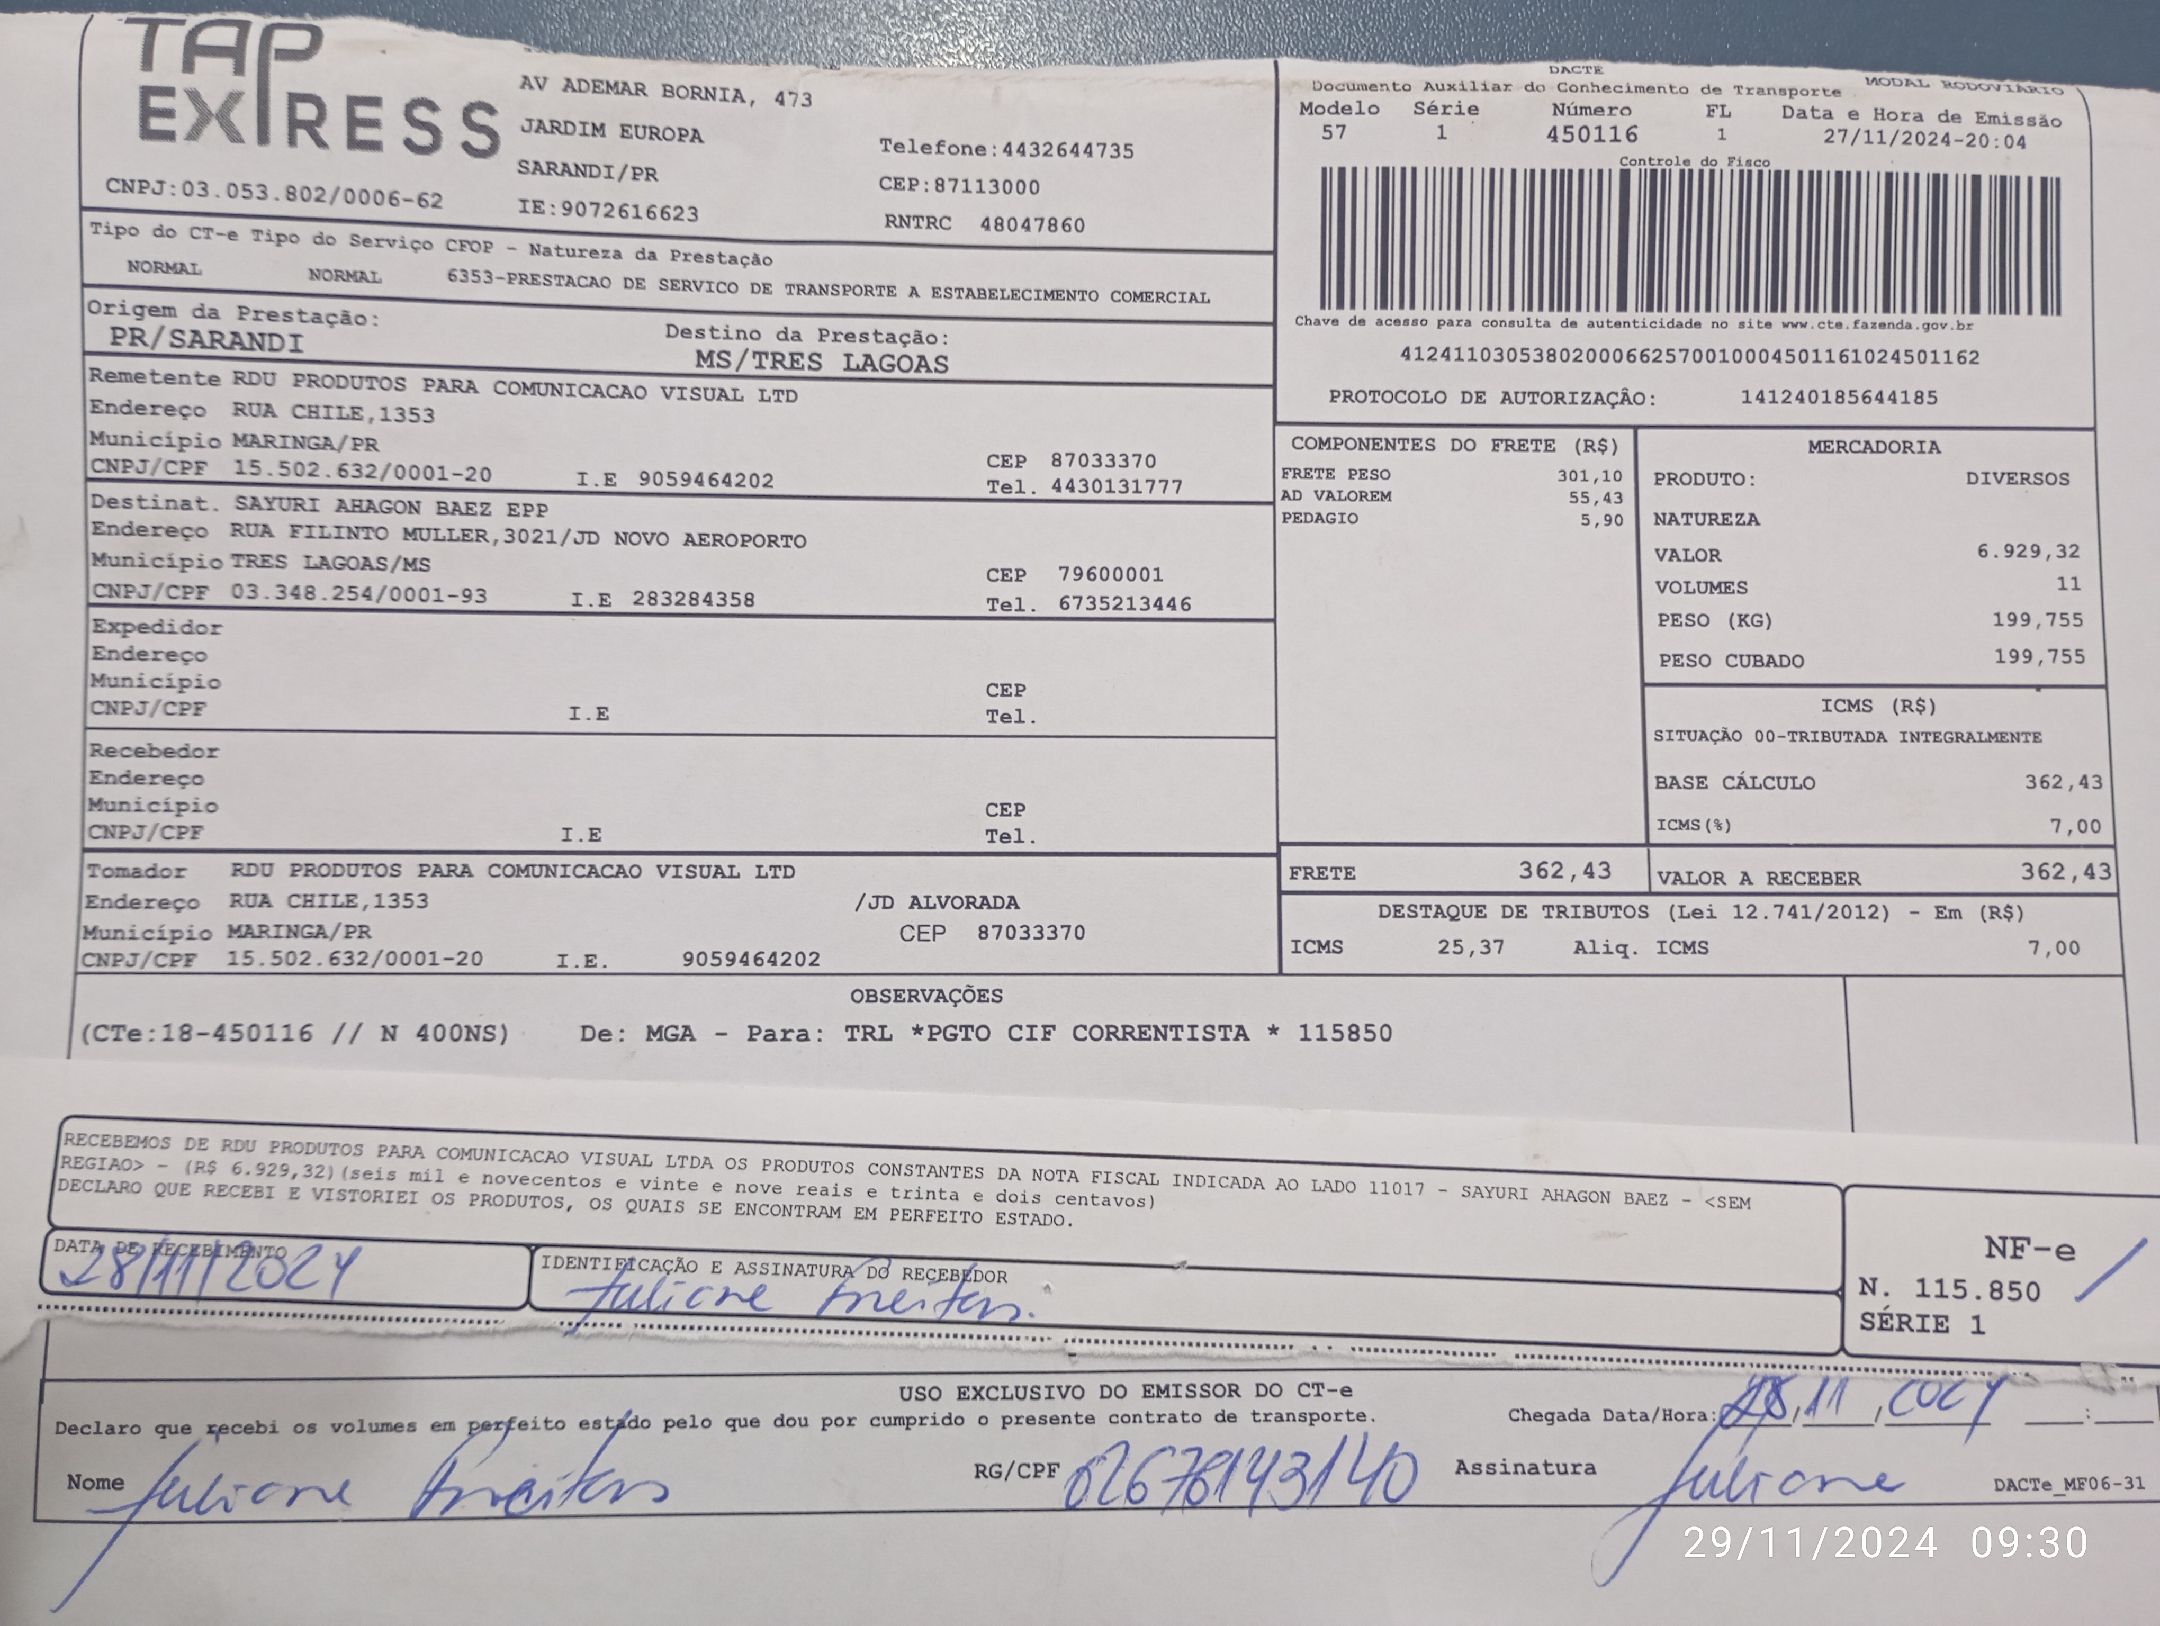 TAP
EXPRESS
CNPJ:03.053.802/0006-62
AV ADEMAR BORNIA, 473
JARDIM EUROPA
SARANDI/PR
IE:9072616623
Telefone:4432644735
CEP:87113000
RNTRC 48047860
DACTE
Documento Auxiliar do Conhecimento de Transporte
MODAL RODOVIÁRIO
Modelo Série Número FL Data e Hora de Emissão
57 1 450116 1 27/11/2024-20:04
Controle do Fisco
Chave de acesso para consulta de autenticidade no site www.cte.fazenda.gov.br
41241103053802000662570010004501161024501162
PROTOCOLO DE AUTORIZAÇÂO: 141240185644185
Tipo do CT-e Tipo do Serviço CFOP - Natureza da Prestação
NORMAL NORMAL 6353-PRESTACAO DE SERVICO DE TRANSPORTE A ESTABELECIMENTO COMERCIAL
Origem da Prestação: Destino da Prestação:
PR/SARANDI MS/TRES LAGOAS
Remetente RDU PRODUTOS PARA COMUNICACAO VISUAL LTD
Endereço RUA CHILE,1353
Município MARINGA/PR CEP 87033370
CNPJ/CPF 15.502.632/0001-20 I.E 9059464202 Tel. 4430131777
Destinat. SAYURI AHAGON BAEZ EPP
Endereço RUA FILINTO MULLER,3021/JD NOVO AEROPORTO
Município TRES LAGOAS/MS CEP 79600001
CNPJ/CPF 03.348.254/0001-93 I.E 283284358 Tel. 6735213446
Expedidor
Endereço
Município CEP
CNPJ/CPF I.E Tel.
Recebedor
Endereço
Município CEP
CNPJ/CPF I.E Tel.
Tomador RDU PRODUTOS PARA COMUNICACAO VISUAL LTD
Endereço RUA CHILE,1353 /JD ALVORADA
Município MARINGA/PR CEP 87033370
CNPJ/CPF 15.502.632/0001-20 I.E. 9059464202
COMPONENTES DO FRETE (R$)
FRETE PESO 301,10
AD VALOREM 55,43
PEDAGIO 5,90
MERCADORIA
PRODUTO: DIVERSOS
NATUREZA
VALOR 6.929,32
VOLUMES 11
PESO (KG) 199,755
PESO CUBADO 199,755
ICMS (R$)
SITUAÇÃO 00-TRIBUTADA INTEGRALMENTE
BASE CÁLCULO 362,43
ICMS(%) 7,00
FRETE 362,43 VALOR A RECEBER 362,43
DESTAQUE DE TRIBUTOS (Lei 12.741/2012) - Em (R$)
ICMS 25,37 Aliq. ICMS 7,00
OBSERVAÇÕES
(CTe:18-450116 // N 400NS) De: MGA - Para: TRL *PGTO CIF CORRENTISTA * 115850
RECEBEMOS DE RDU PRODUTOS PARA COMUNICACAO VISUAL LTDA OS PRODUTOS CONSTANTES DA NOTA FISCAL INDICADA AO LADO 11017 - SAYURI AHAGON BAEZ - <SEM
REGIAO> - (R$ 6.929,32)(seis mil e novecentos e vinte e nove reais e trinta e dois centavos)
DECLARO QUE RECEBI E VISTORIEI OS PRODUTOS, OS QUAIS SE ENCONTRAM EM PERFEITO ESTADO.
DATA DE RECEBIMENTO
28/11/2024
IDENTIFICAÇÃO E ASSINATURA DO RECEBEDOR
Juliane Freitas.
NF-e
N. 115.850
SÉRIE 1
USO EXCLUSIVO DO EMISSOR DO CT-e
Declaro que recebi os volumes em perfeito estado pelo que dou por cumprido o presente contrato de transporte. Chegada Data/Hora: 28/11/2024 :
Nome Juliane Freitas RG/CPF 02678143140 Assinatura Juliane DACTe_MF06-31
29/11/2024 09:30